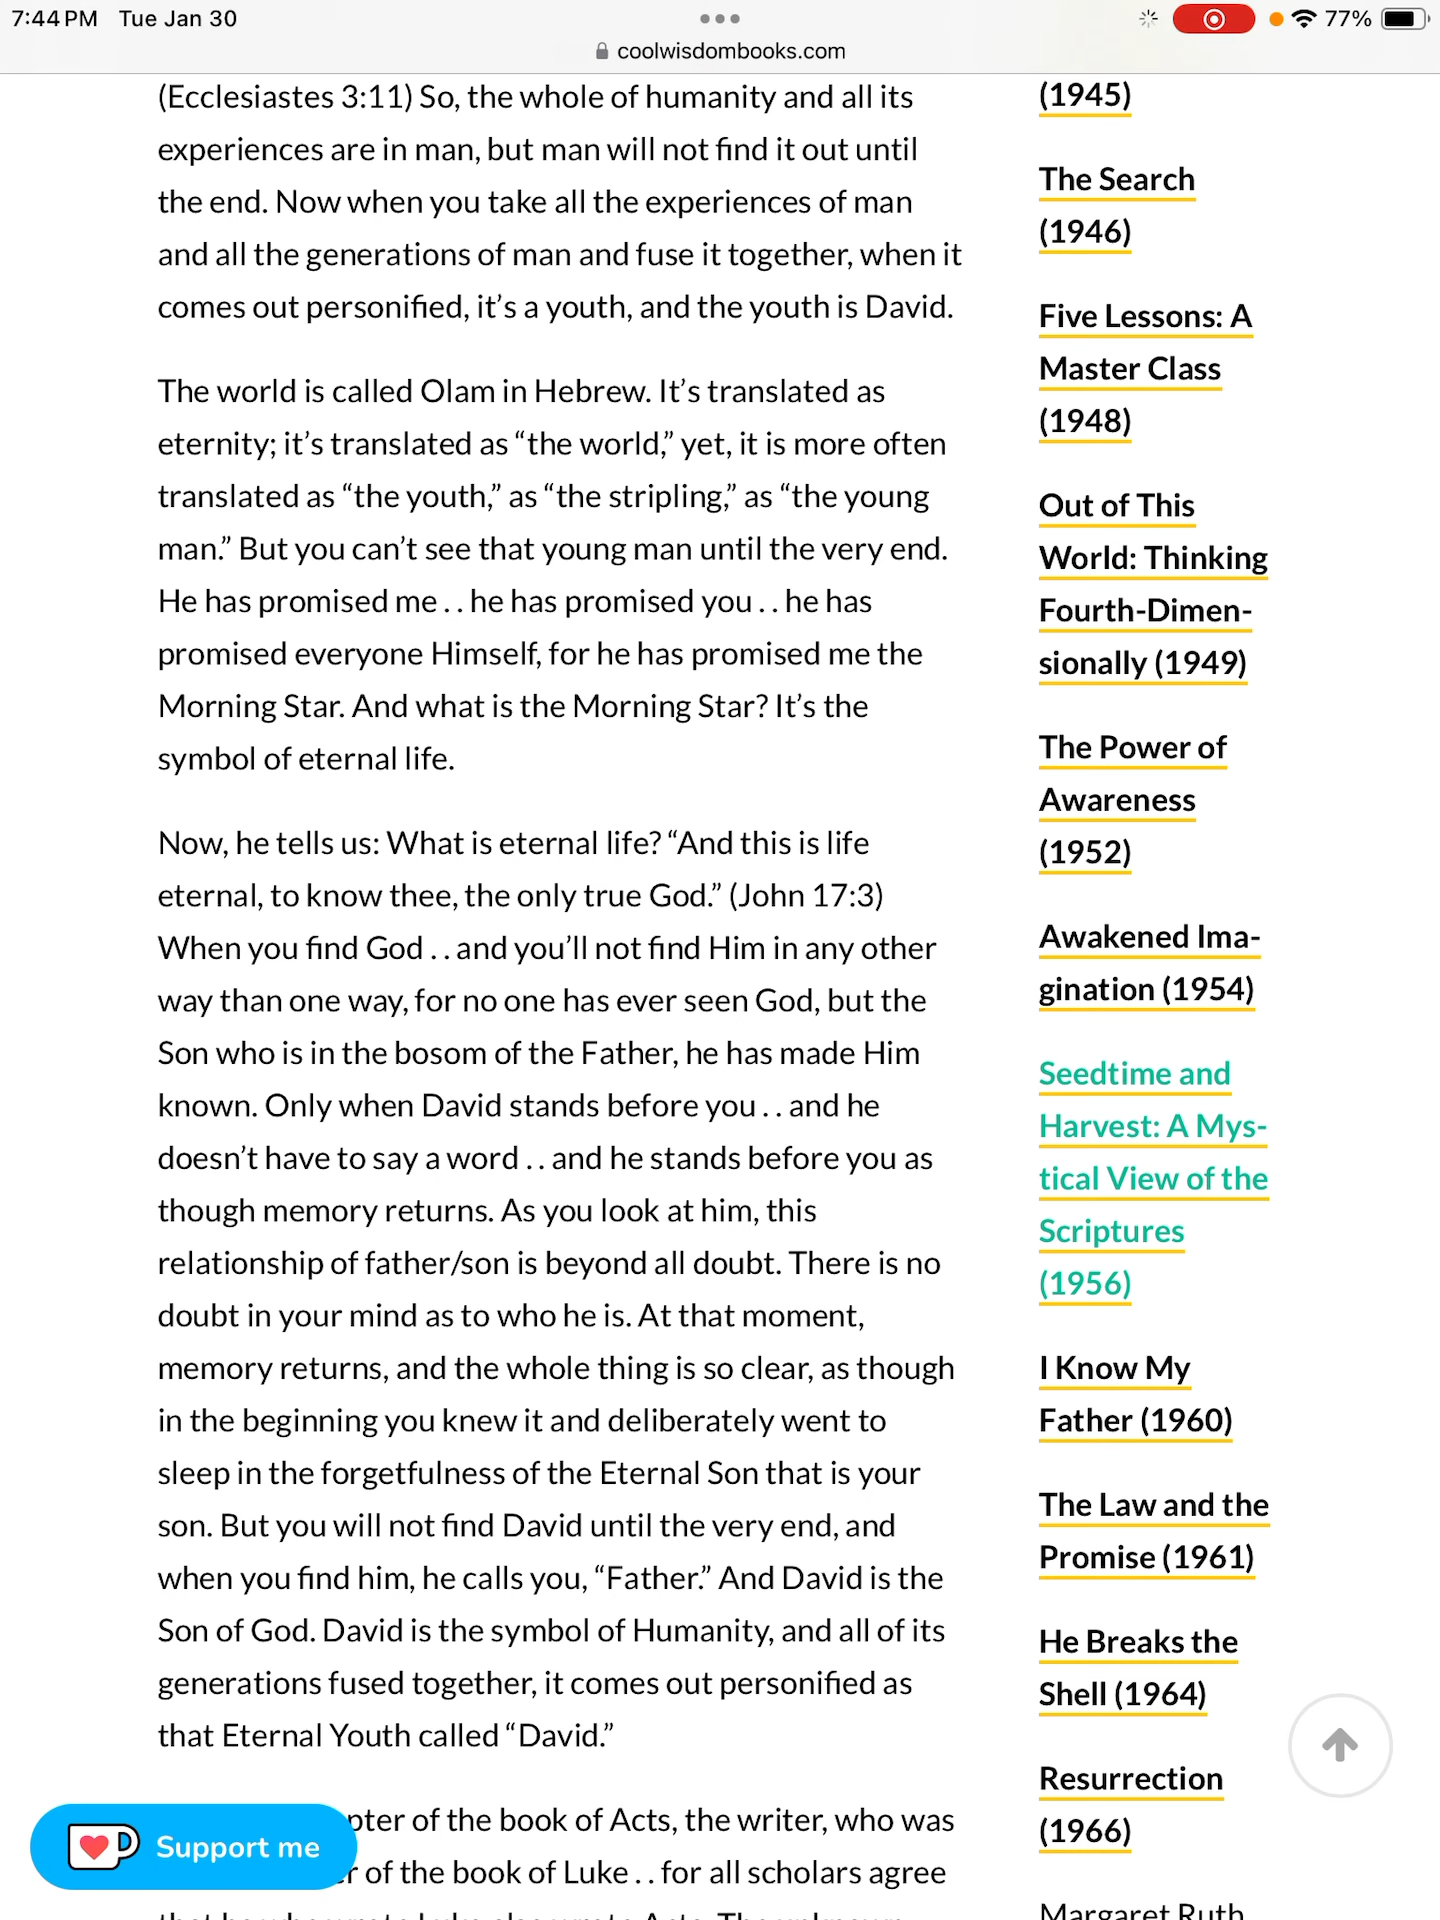 7:44 PM Tue Jan 30
77%
coolwisdombooks.com
(Ecclesiastes 3:11) So, the whole of humanity and all its
experiences are in man, but man will not find it out until
the end. Now when you take all the experiences of man
and all the generations of man and fuse it together, when it
comes out personified, it’s a youth, and the youth is David.
The world is called Olam in Hebrew. It’s translated as
eternity; it’s translated as “the world,” yet, it is more often
translated as “the youth,” as “the stripling,” as “the young
man.” But you can’t see that young man until the very end.
He has promised me . . he has promised you . . he has
promised everyone Himself, for he has promised me the
Morning Star. And what is the Morning Star? It’s the
symbol of eternal life.
Now, he tells us: What is eternal life? “And this is life
eternal, to know thee, the only true God.” (John 17:3)
When you find God . . and you’ll not find Him in any other
way than one way, for no one has ever seen God, but the
Son who is in the bosom of the Father, he has made Him
known. Only when David stands before you . . and he
doesn’t have to say a word . . and he stands before you as
though memory returns. As you look at him, this
relationship of father/son is beyond all doubt. There is no
doubt in your mind as to who he is. At that moment,
memory returns, and the whole thing is so clear, as though
in the beginning you knew it and deliberately went to
sleep in the forgetfulness of the Eternal Son that is your
son. But you will not find David until the very end, and
when you find him, he calls you, “Father.” And David is the
Son of God. David is the symbol of Humanity, and all of its
generations fused together, it comes out personified as
that Eternal Youth called “David.”
of the book of Acts, the writer, who was
of the book of Luke . . for all scholars agree
Support me
(1945)
The Search
(1946)
Five Lessons: A
Master Class
(1948)
Out of This
World: Thinking
Fourth-Dimen-
sionally (1949)
The Power of
Awareness
(1952)
Awakened Ima-
gination (1954)
Seedtime and
Harvest: A Mys-
tical View of the
Scriptures
(1956)
I Know My
Father (1960)
The Law and the
Promise (1961)
He Breaks the
Shell (1964)
Resurrection
(1966)
Margaret Ruth